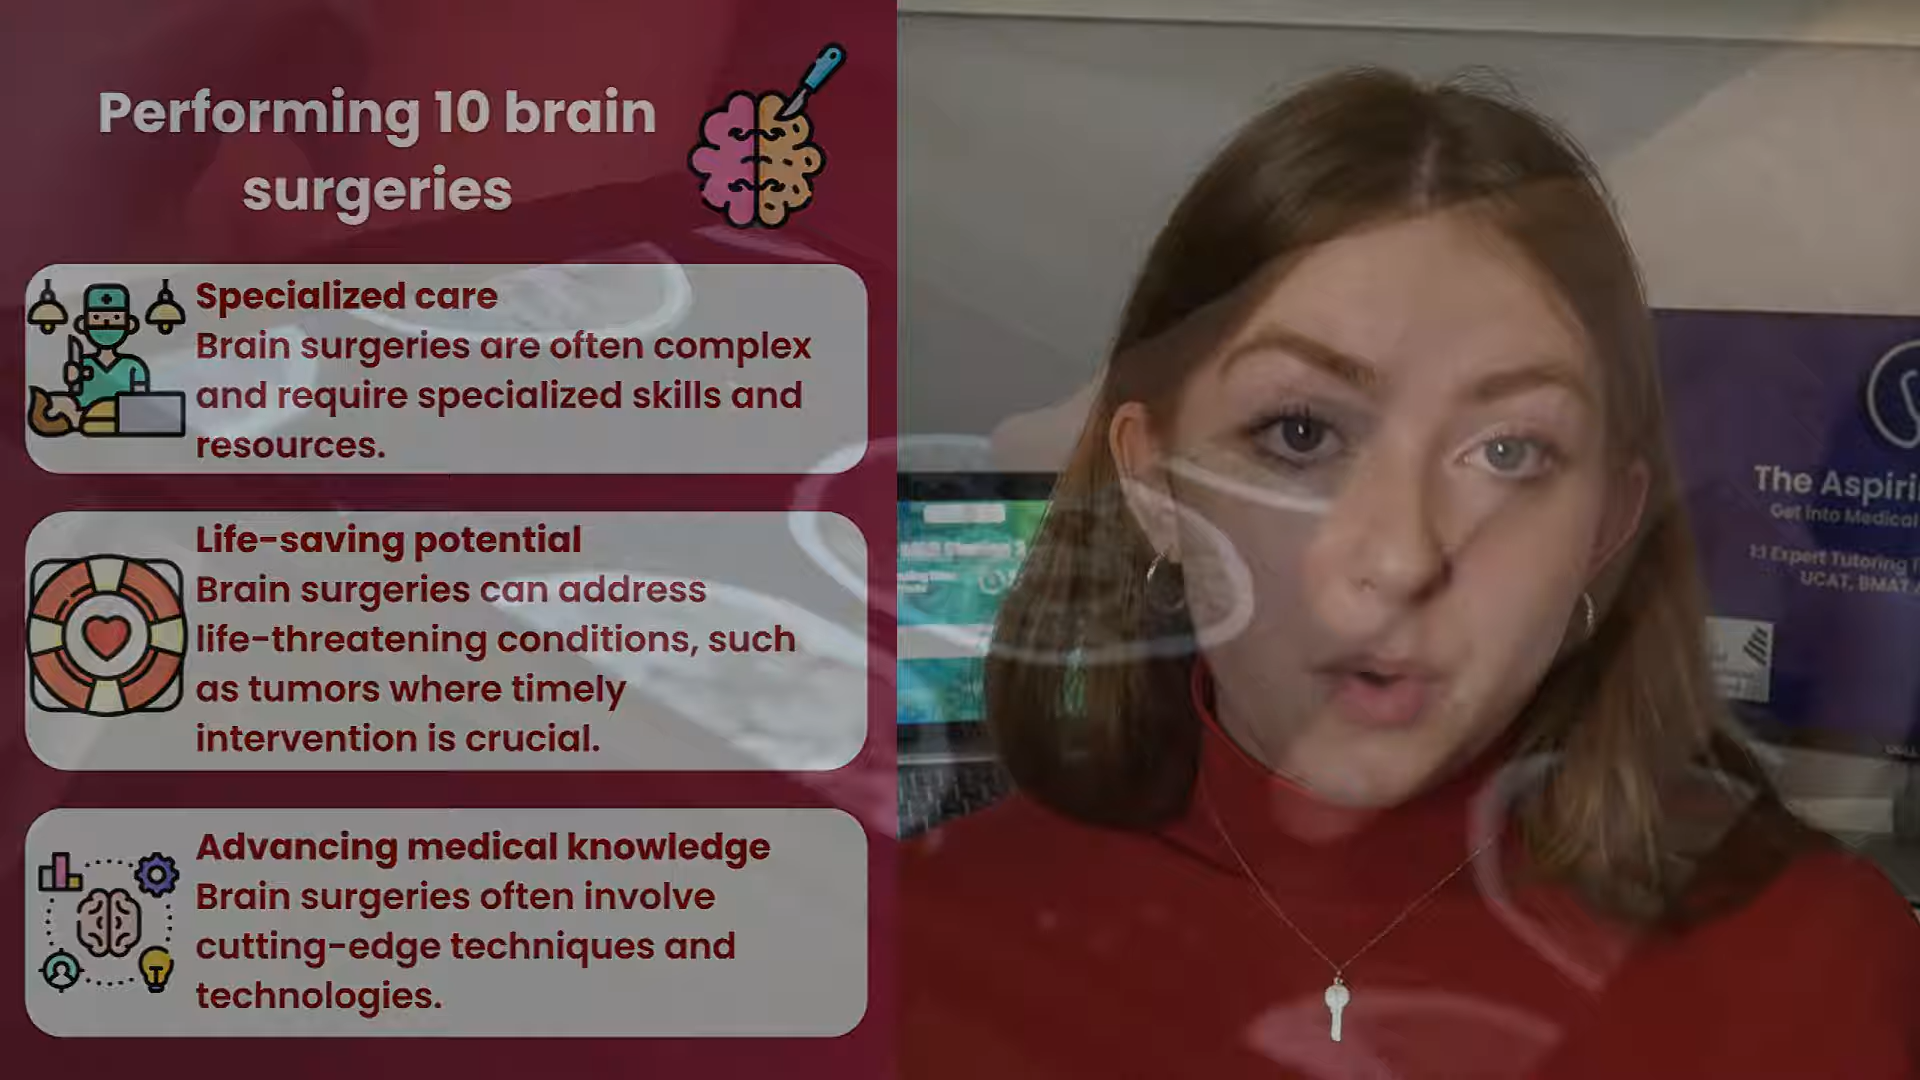 Performing 10 brain
surgeries
Specialized care
Brain surgeries are often complex
and require specialized skills and
resources.
Life-saving potential
Brain surgeries can address
life-threatening conditions, such
as tumors where timely
intervention is crucial.
Advancing medical knowledge
Brain surgeries often involve
cutting-edge techniques and
technologies.
The Aspiri
Get into Medical
1:1 Expert Tutoring
UCAT, BMAT